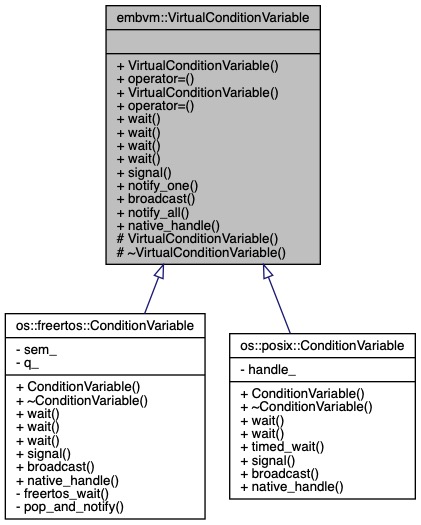 embvm::VirtualConditionVariable
+ VirtualConditionVariable()
+ operator=()
+ VirtualConditionVariable()
+ operator=()
+ wait()
+ wait()
+ wait()
+ wait()
+ signal()
+ notify_one()
+ broadcast()
+ notify_all()
+ native_handle()
# VirtualConditionVariable()
# ~VirtualConditionVariable()
os::freertos::ConditionVariable
- sem_
- q_
+ ConditionVariable()
+ ~ConditionVariable()
+ wait()
+ wait()
+ wait()
+ signal()
+ broadcast()
+ native_handle()
- freertos_wait()
- pop_and_notify()
os::posix::ConditionVariable
- handle_
+ ConditionVariable()
+ ~ConditionVariable()
+ wait()
+ wait()
+ timed_wait()
+ signal()
+ broadcast()
+ native_handle()